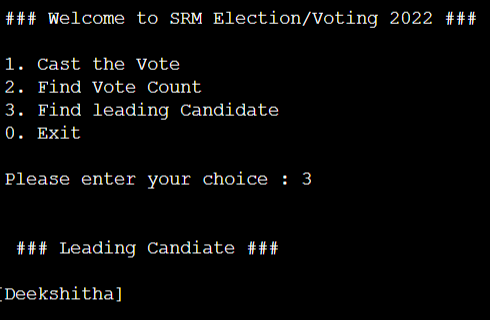 ### Welcome to SRM Election/Voting 2022 ###
1. Cast the Vote
2. Find Vote Count
3. Find leading Candidate
0. Exit
Please enter your choice : 3
### Leading Candiate ###
[Deekshitha]